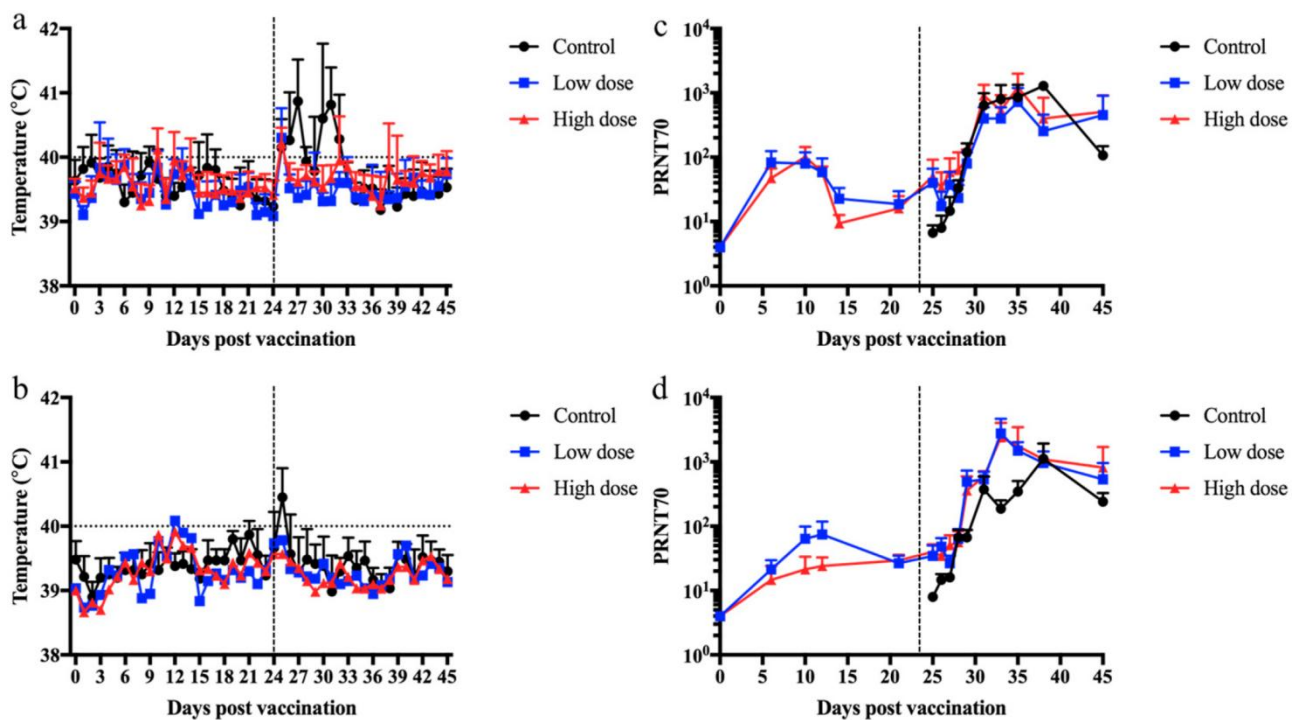 a
42
41
40
39
38
Temperature (°C)
0 3 6 9 12 15 18 21 24 27 30 33 36 39 42 45
Days post vaccination
Control
Low dose
High dose
c
10⁴
10³
10²
10¹
10⁰
PRNT70
0 5 10 15 20 25 30 35 40 45
Days post vaccination
Control
Low dose
High dose
b
42
41
40
39
38
Temperature (°C)
0 3 6 9 12 15 18 21 24 27 30 33 36 39 42 45
Days post vaccination
Control
Low dose
High dose
d
10⁴
10³
10²
10¹
10⁰
PRNT70
0 5 10 15 20 25 30 35 40 45
Days post vaccination
Control
Low dose
High dose